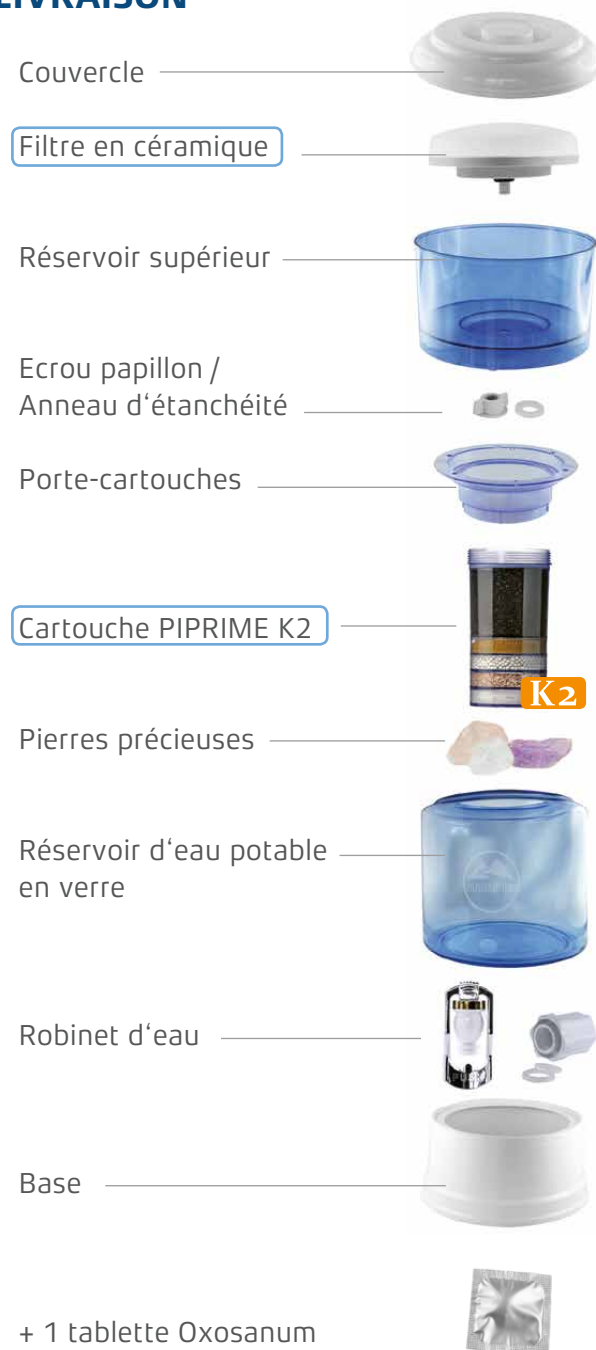 LIVRAISON
Couvercle
Filtre en céramique
Réservoir supérieur
Ecrou papillon /
Anneau d‘étanchéité
Porte-cartouches
Cartouche PIPRIME K2
K2
Pierres précieuses
Réservoir d‘eau potable
en verre
Robinet d‘eau
Base
+ 1 tablette Oxosanum